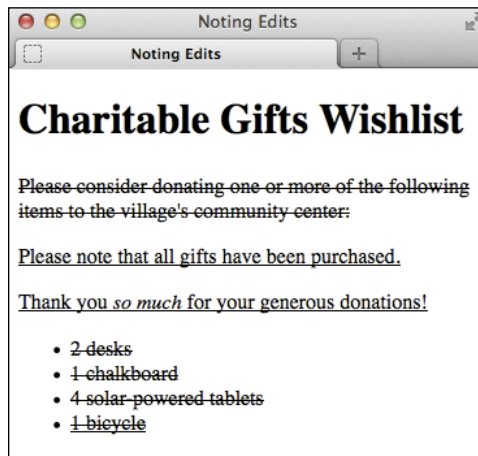 Noting Edits
Noting Edits
+
Charitable Gifts Wishlist
Please consider donating one or more of the following
items to the village's community center:
Please note that all gifts have been purchased.
Thank you so much for your generous donations!
• 2 desks
• 1 chalkboard
• 4 solar-powered tablets
• 1 bicycle